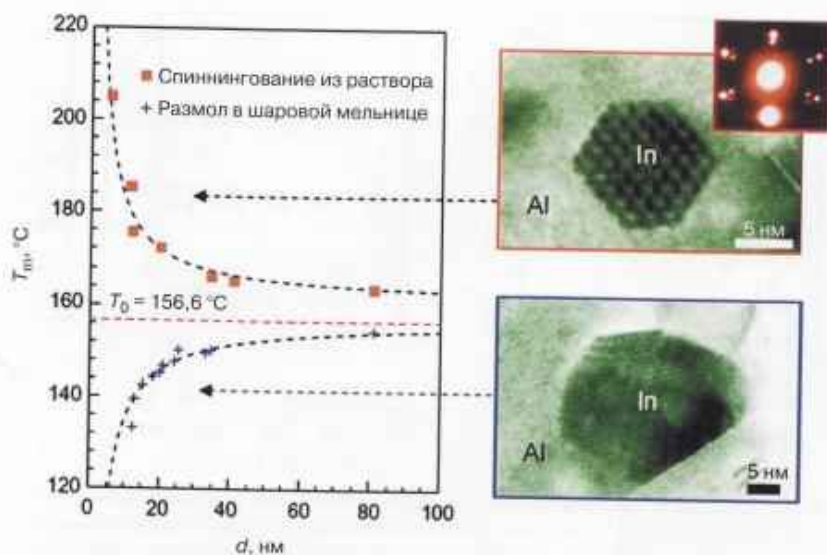 220
200
180
160
140
120
Tm, °C
Спиннингование из раствора
Размол в шаровой мельнице
T0 = 156,6 °C
0
20
40
60
80
100
d, нм
In
Al
5 нм
In
Al
5 нм